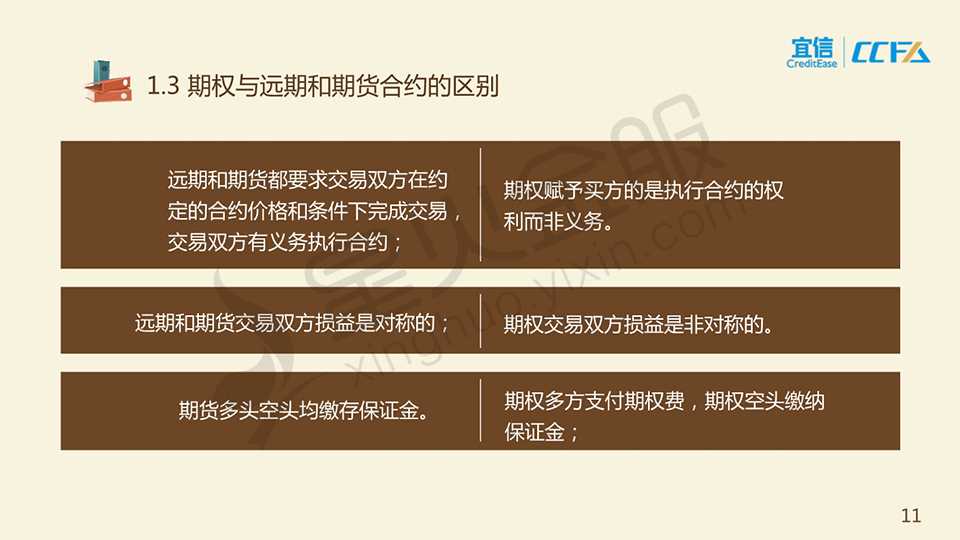 宜信
CreditEase
CCFA
1.3 期权与远期和期货合约的区别
远期和期货都要求交易双方在约
定的合约价格和条件下完成交易，
交易双方有义务执行合约；
期权赋予买方的是执行合约的权
利而非义务。
远期和期货交易双方损益是对称的；
期权交易双方损益是非对称的。
期货多头空头均缴存保证金。
期权多方支付期权费，期权空头缴纳
保证金；
星火金服
xinghuo.yixin.com
11